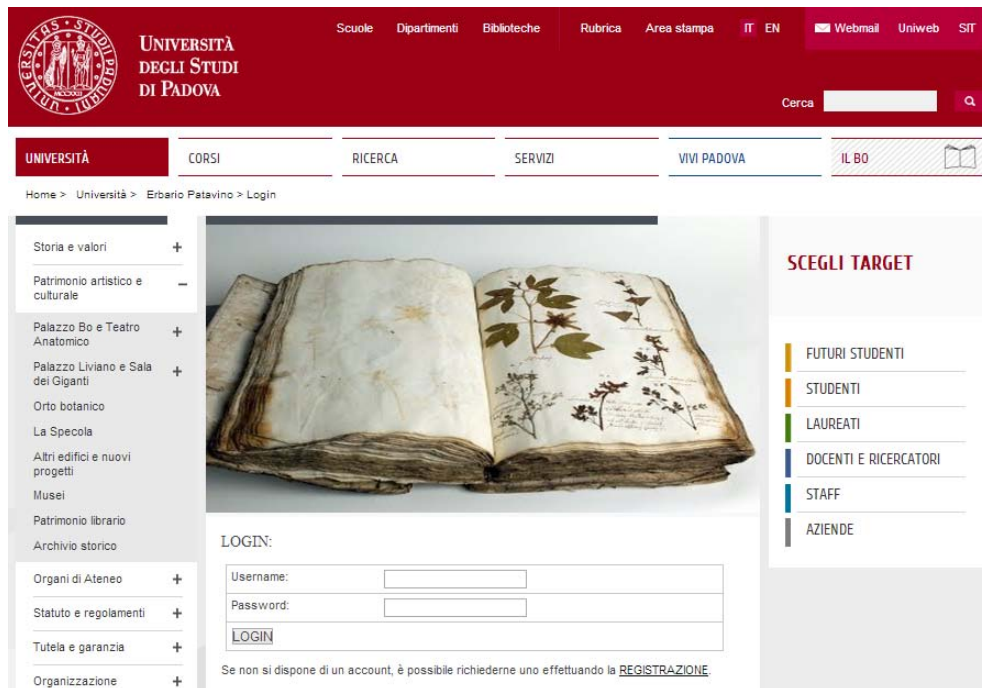 UNIVERSITÀ
DEGLI STUDI
DI PADOVA
Scuole Dipartimenti Biblioteche Rubrica Area stampa IT EN Webmail Uniweb SIT
Cerca
UNIVERSITÀ CORSI RICERCA SERVIZI VIVI PADOVA IL BO
Home > Università > Erbario Patavino > Login
Storia e valori +
Patrimonio artistico e
culturale –
Palazzo Bo e Teatro
Anatomico +
Palazzo Liviano e Sala
dei Giganti +
Orto botanico
La Specola
Altri edifici e nuovi
progetti
Musei
Patrimonio librario
Archivio storico
Organi di Ateneo +
Statuto e regolamenti +
Tutela e garanzia +
Organizzazione +
LOGIN:
Username:
Password:
LOGIN
Se non si dispone di un account, è possibile richiederne uno effettuando la REGISTRAZIONE.
SCEGLI TARGET
FUTURI STUDENTI
STUDENTI
LAUREATI
DOCENTI E RICERCATORI
STAFF
AZIENDE